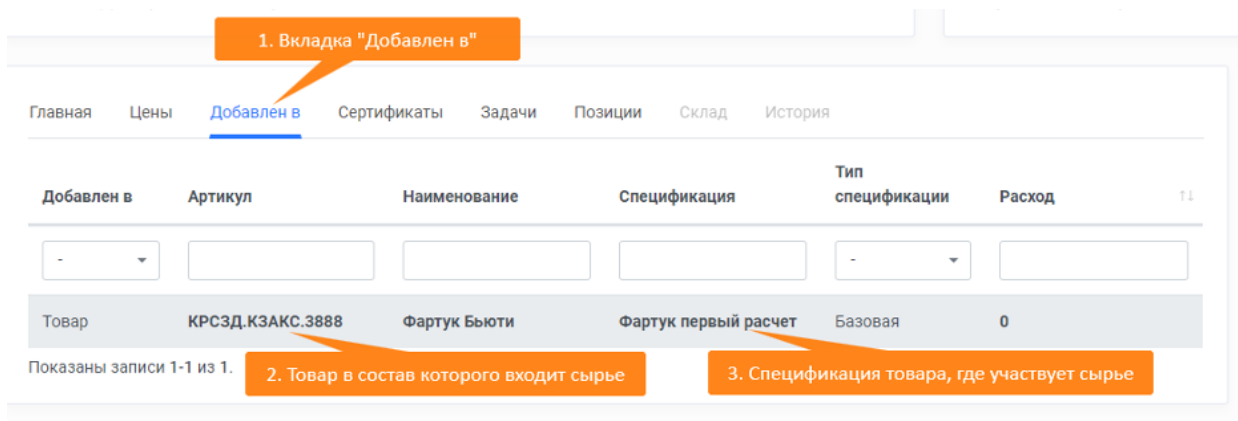 1. Вкладка "Добавлен в"
Главная Цены Добавлен в Сертификаты Задачи Позиции Склад История
Добавлен в Артикул Наименование Спецификация Тип спецификации Расход
- -
Товар КРСЗД.КЗАКС.3888 Фартук Бьюти Фартук первый расчет Базовая 0
Показаны записи 1-1 из 1.
2. Товар в состав которого входит сырье
3. Спецификация товара, где участвует сырье